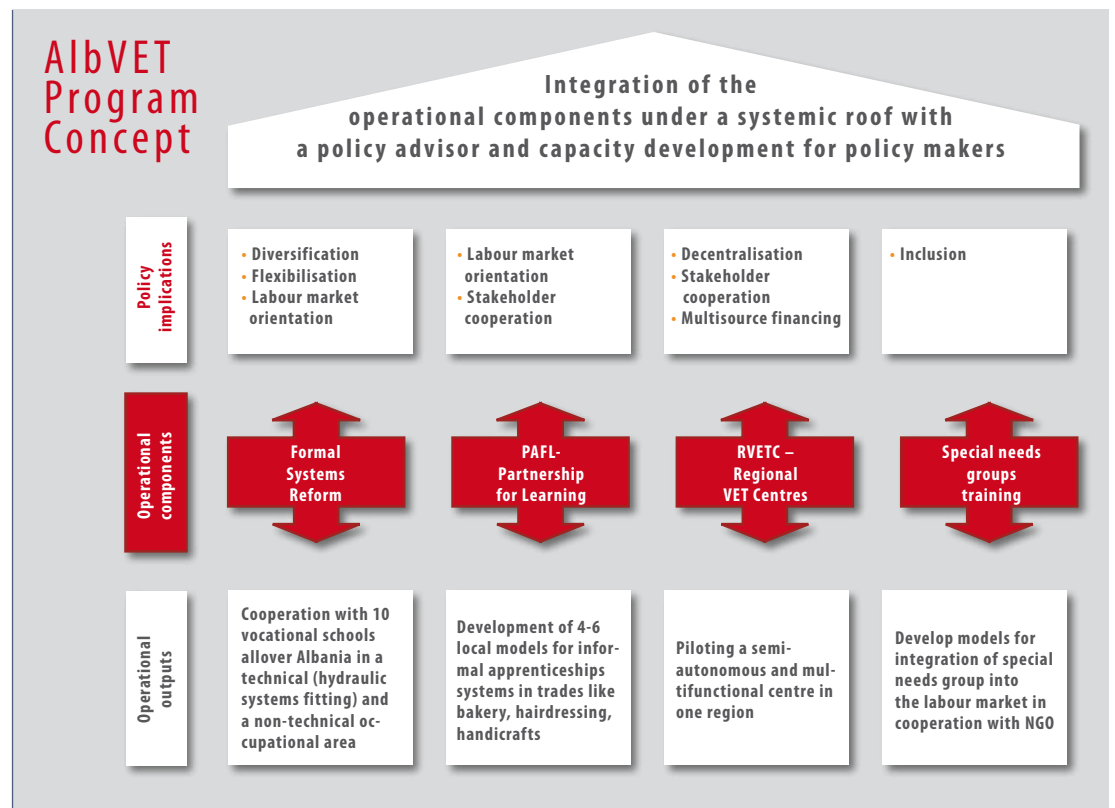 AlbVET
Program
Concept
Integration of the
operational components under a systemic roof with
a policy advisor and capacity development for policy makers
Policy
implications
• Diversification
• Flexibilisation
• Labour market
orientation
• Labour market
orientation
• Stakeholder
cooperation
• Decentralisation
• Stakeholder
cooperation
• Multisource financing
• Inclusion
Operational
components
Formal
Systems
Reform
PAFL-
Partnership
for Learning
RVETC –
Regional
VET Centres
Special needs
groups
training
Operational
outputs
Cooperation with 10
vocational schools
allover Albania in a
technical (hydraulic
systems fitting) and
a non-technical oc-
cupational area
Development of 4-6
local models for infor-
mal apprenticeships
systems in trades like
bakery, hairdressing,
handicrafts
Piloting a semi-
autonomous and mul-
tifunctional centre in
one region
Develop models for
integration of special
needs group into
the labour market in
cooperation with NGO